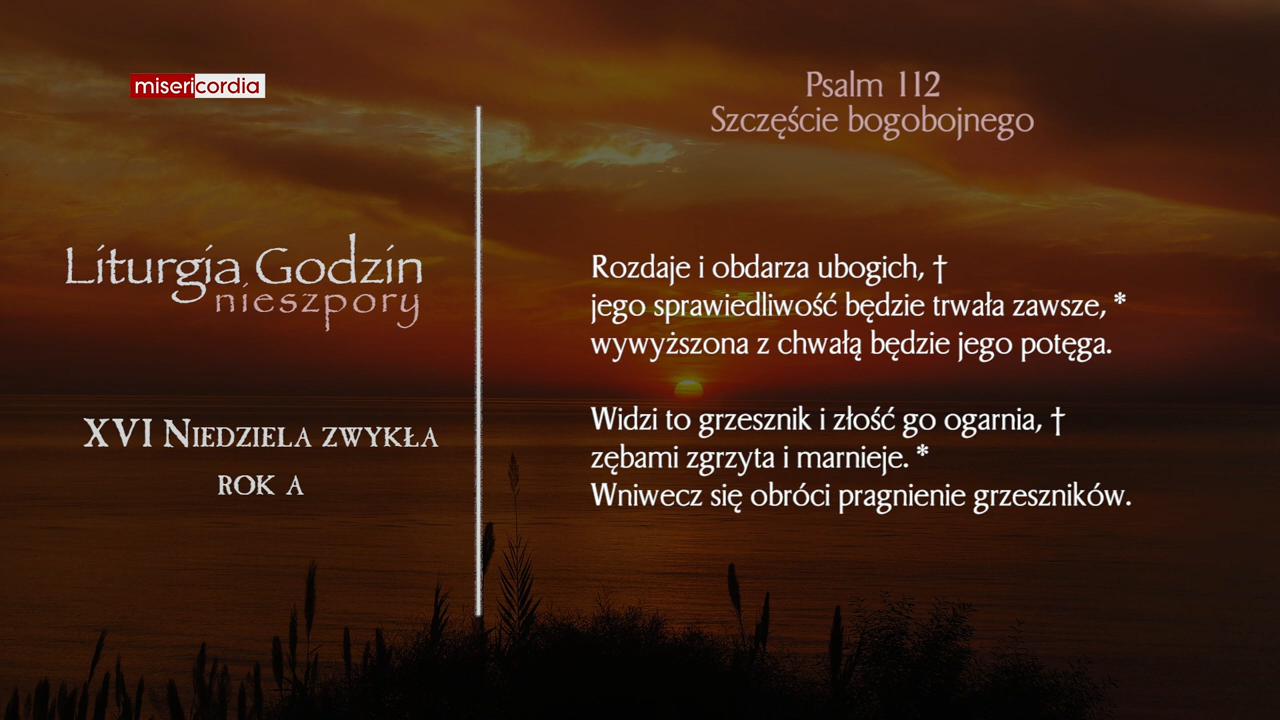 misericordia
Liturgia Godzin
nieszpory
XVI Niedziela zwykła
rok A
Psalm 112
Szczęście bogobojnego
Rozdaje i obdarza ubogich, †
jego sprawiedliwość będzie trwała zawsze, *
wywyższona z chwałą będzie jego potęga.
Widzi to grzesznik i złość go ogarnia, †
zębami zgrzyta i marnieje. *
Wniwecz się obróci pragnienie grzeszników.